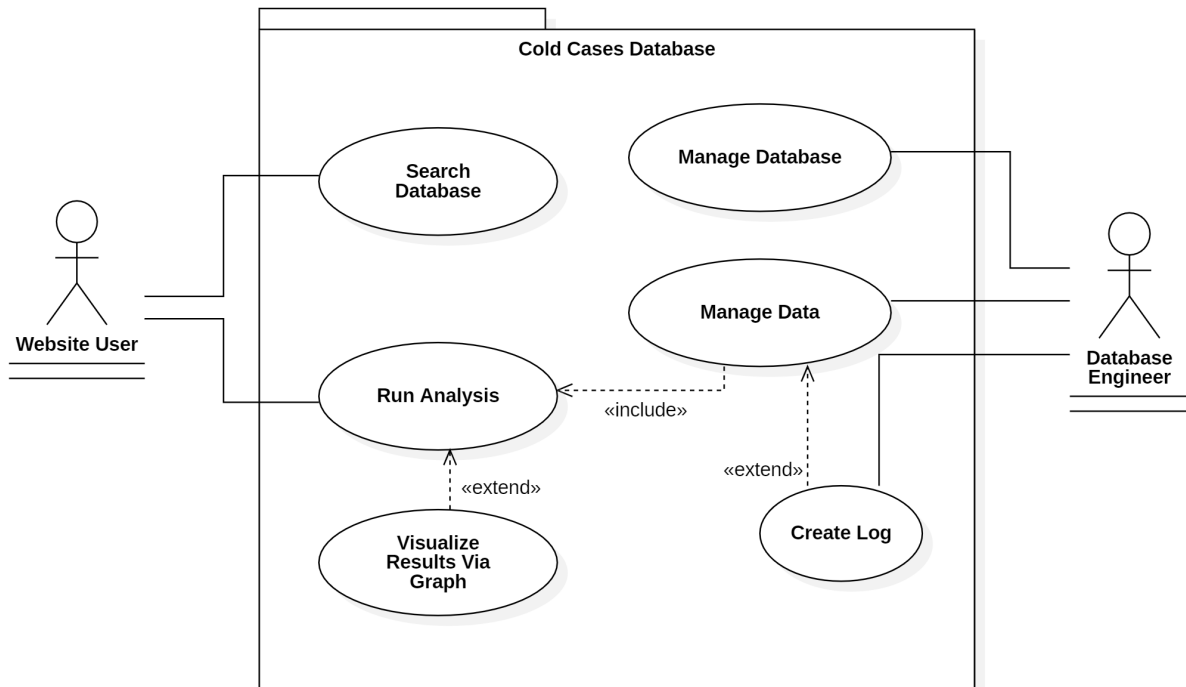 Cold Cases Database
Search
Database
Manage Database
Website User
Manage Data
Database
Engineer
Run Analysis
«include»
«extend»
«extend»
Visualize
Results Via
Graph
Create Log